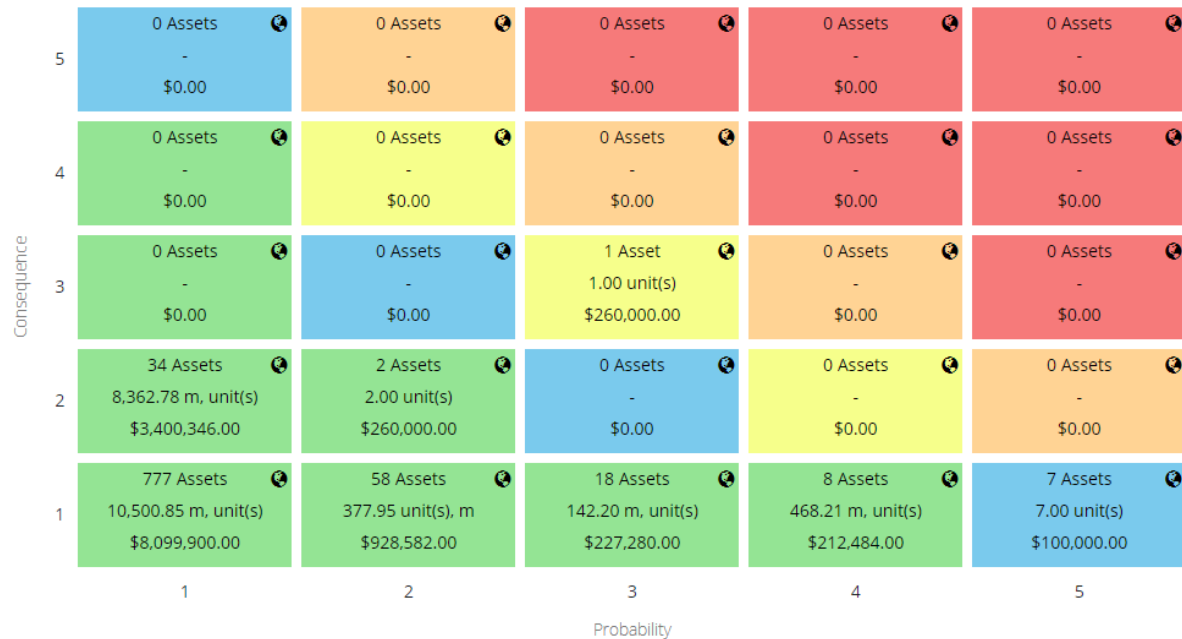 5
0 Assets
-
$0.00
0 Assets
-
$0.00
0 Assets
-
$0.00
0 Assets
-
$0.00
0 Assets
-
$0.00
4
0 Assets
-
$0.00
0 Assets
-
$0.00
0 Assets
-
$0.00
0 Assets
-
$0.00
0 Assets
-
$0.00
Consequence
3
0 Assets
-
$0.00
0 Assets
-
$0.00
1 Asset
1.00 unit(s)
$260,000.00
0 Assets
-
$0.00
0 Assets
-
$0.00
2
34 Assets
8,362.78 m, unit(s)
$3,400,346.00
2 Assets
2.00 unit(s)
$260,000.00
0 Assets
-
$0.00
0 Assets
-
$0.00
0 Assets
-
$0.00
1
777 Assets
10,500.85 m, unit(s)
$8,099,900.00
58 Assets
377.95 unit(s), m
$928,582.00
18 Assets
142.20 m, unit(s)
$227,280.00
8 Assets
468.21 m, unit(s)
$212,484.00
7 Assets
7.00 unit(s)
$100,000.00
1
2
3
4
5
Probability